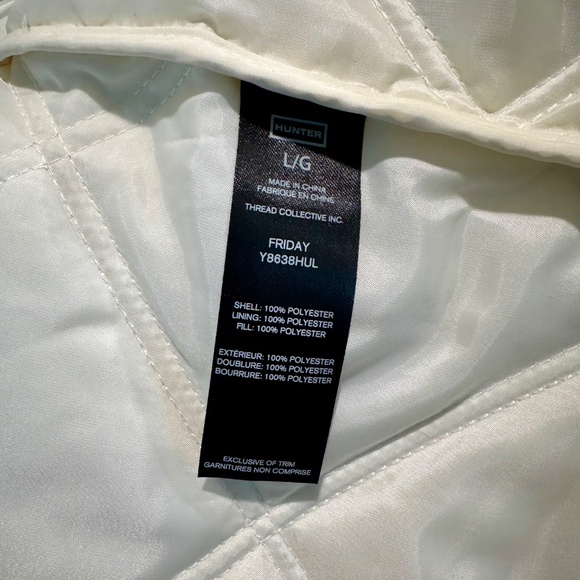 HUNTER
L/G
MADE IN CHINA
FABRIQUÉ EN CHINE
THREAD COLLECTIVE INC.
FRIDAY
Y8638HUL
SHELL: 100% POLYESTER
LINING: 100% POLYESTER
FILL: 100% POLYESTER
EXTÉRIEUR: 100% POLYESTER
DOUBLURE: 100% POLYESTER
BOURRURE: 100% POLYESTER
EXCLUSIVE OF TRIM
GARNITURES NON COMPRISE